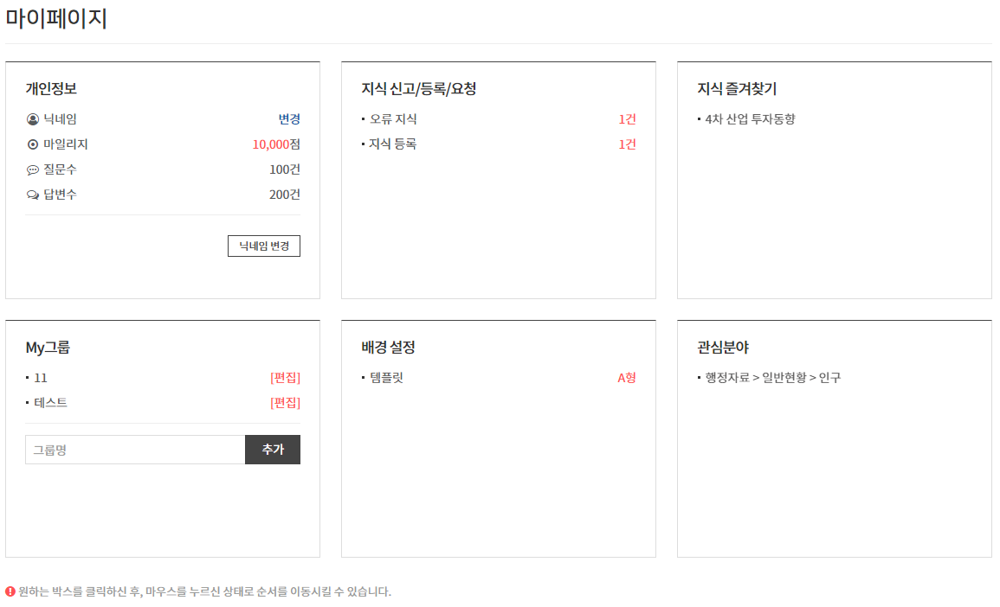 마이페이지
개인정보
닉네임 변경
마일리지 10,000점
질문수 100건
답변수 200건
닉네임 변경
지식 신고/등록/요청
오류 지식 1건
지식 등록 1건
지식 즐겨찾기
4차 산업 투자동향
My그룹
11 [편집]
테스트 [편집]
그룹명 추가
배경 설정
템플릿 A형
관심분야
행정자료 > 일반현황 > 인구
원하는 박스를 클릭하신 후, 마우스를 누르신 상태로 순서를 이동시킬 수 있습니다.